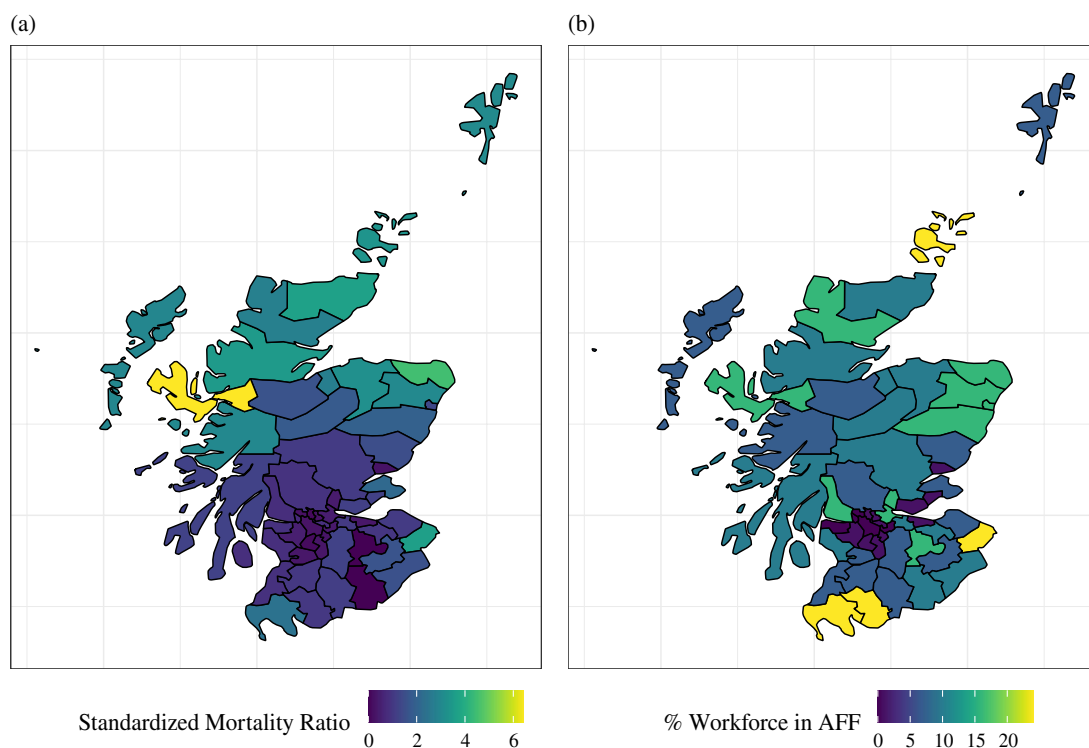 (a)
(b)
Standardized Mortality Ratio
0 2 4 6
% Workforce in AFF
0 5 10 15 20